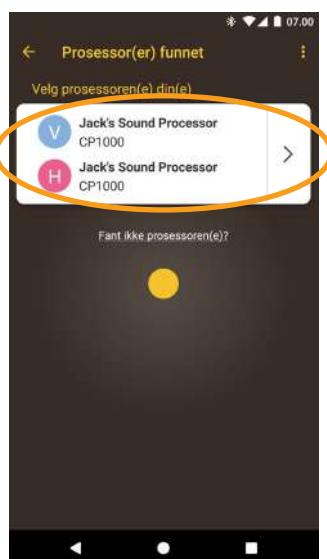 07.00
Prosessor(er) funnet
Velg prosessoren(e) din(e)
V
Jack's Sound Processor
CP1000
H
Jack's Sound Processor
CP1000
Fant ikke prosessoren(e)?